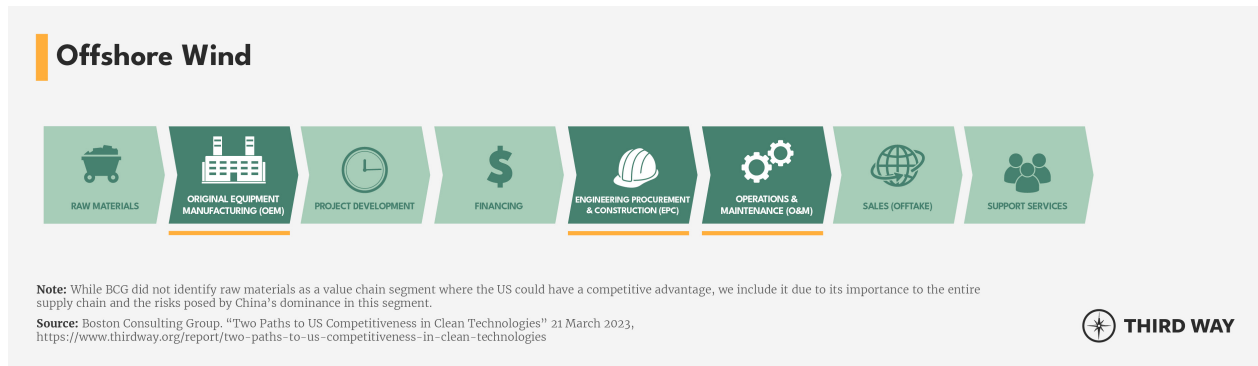 Offshore Wind
RAW MATERIALS
ORIGINAL EQUIPMENT
MANUFACTURING (OEM)
PROJECT DEVELOPMENT
$
FINANCING
ENGINEERING PROCUREMENT
& CONSTRUCTION (EPC)
OPERATIONS &
MAINTENANCE (O&M)
SALES (OFFTAKE)
SUPPORT SERVICES
Note: While BCG did not identify raw materials as a value chain segment where the US could have a competitive advantage, we include it due to its importance to the entire
supply chain and the risks posed by China’s dominance in this segment.
Source: Boston Consulting Group. “Two Paths to US Competitiveness in Clean Technologies” 21 March 2023,
https://www.thirdway.org/report/two-paths-to-us-competitiveness-in-clean-technologies
THIRD WAY